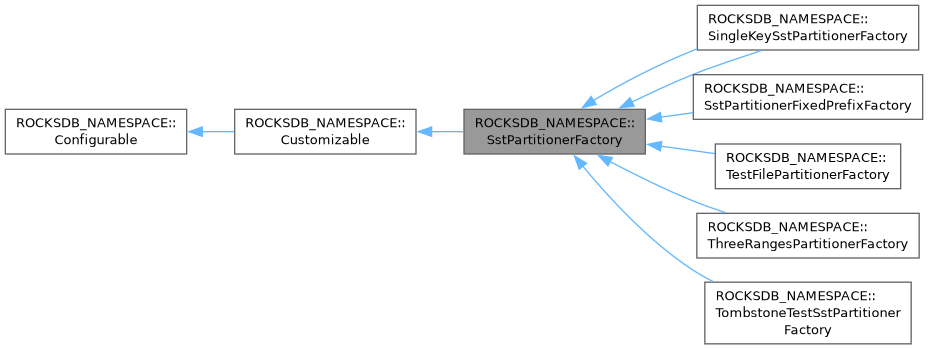 ROCKSDB_NAMESPACE::
Configurable
ROCKSDB_NAMESPACE::
Customizable
ROCKSDB_NAMESPACE::
SstPartitionerFactory
ROCKSDB_NAMESPACE::
SingleKeySstPartitionerFactory
ROCKSDB_NAMESPACE::
SstPartitionerFixedPrefixFactory
ROCKSDB_NAMESPACE::
TestFilePartitionerFactory
ROCKSDB_NAMESPACE::
ThreeRangesPartitionerFactory
ROCKSDB_NAMESPACE::
TombstoneTestSstPartitioner
Factory